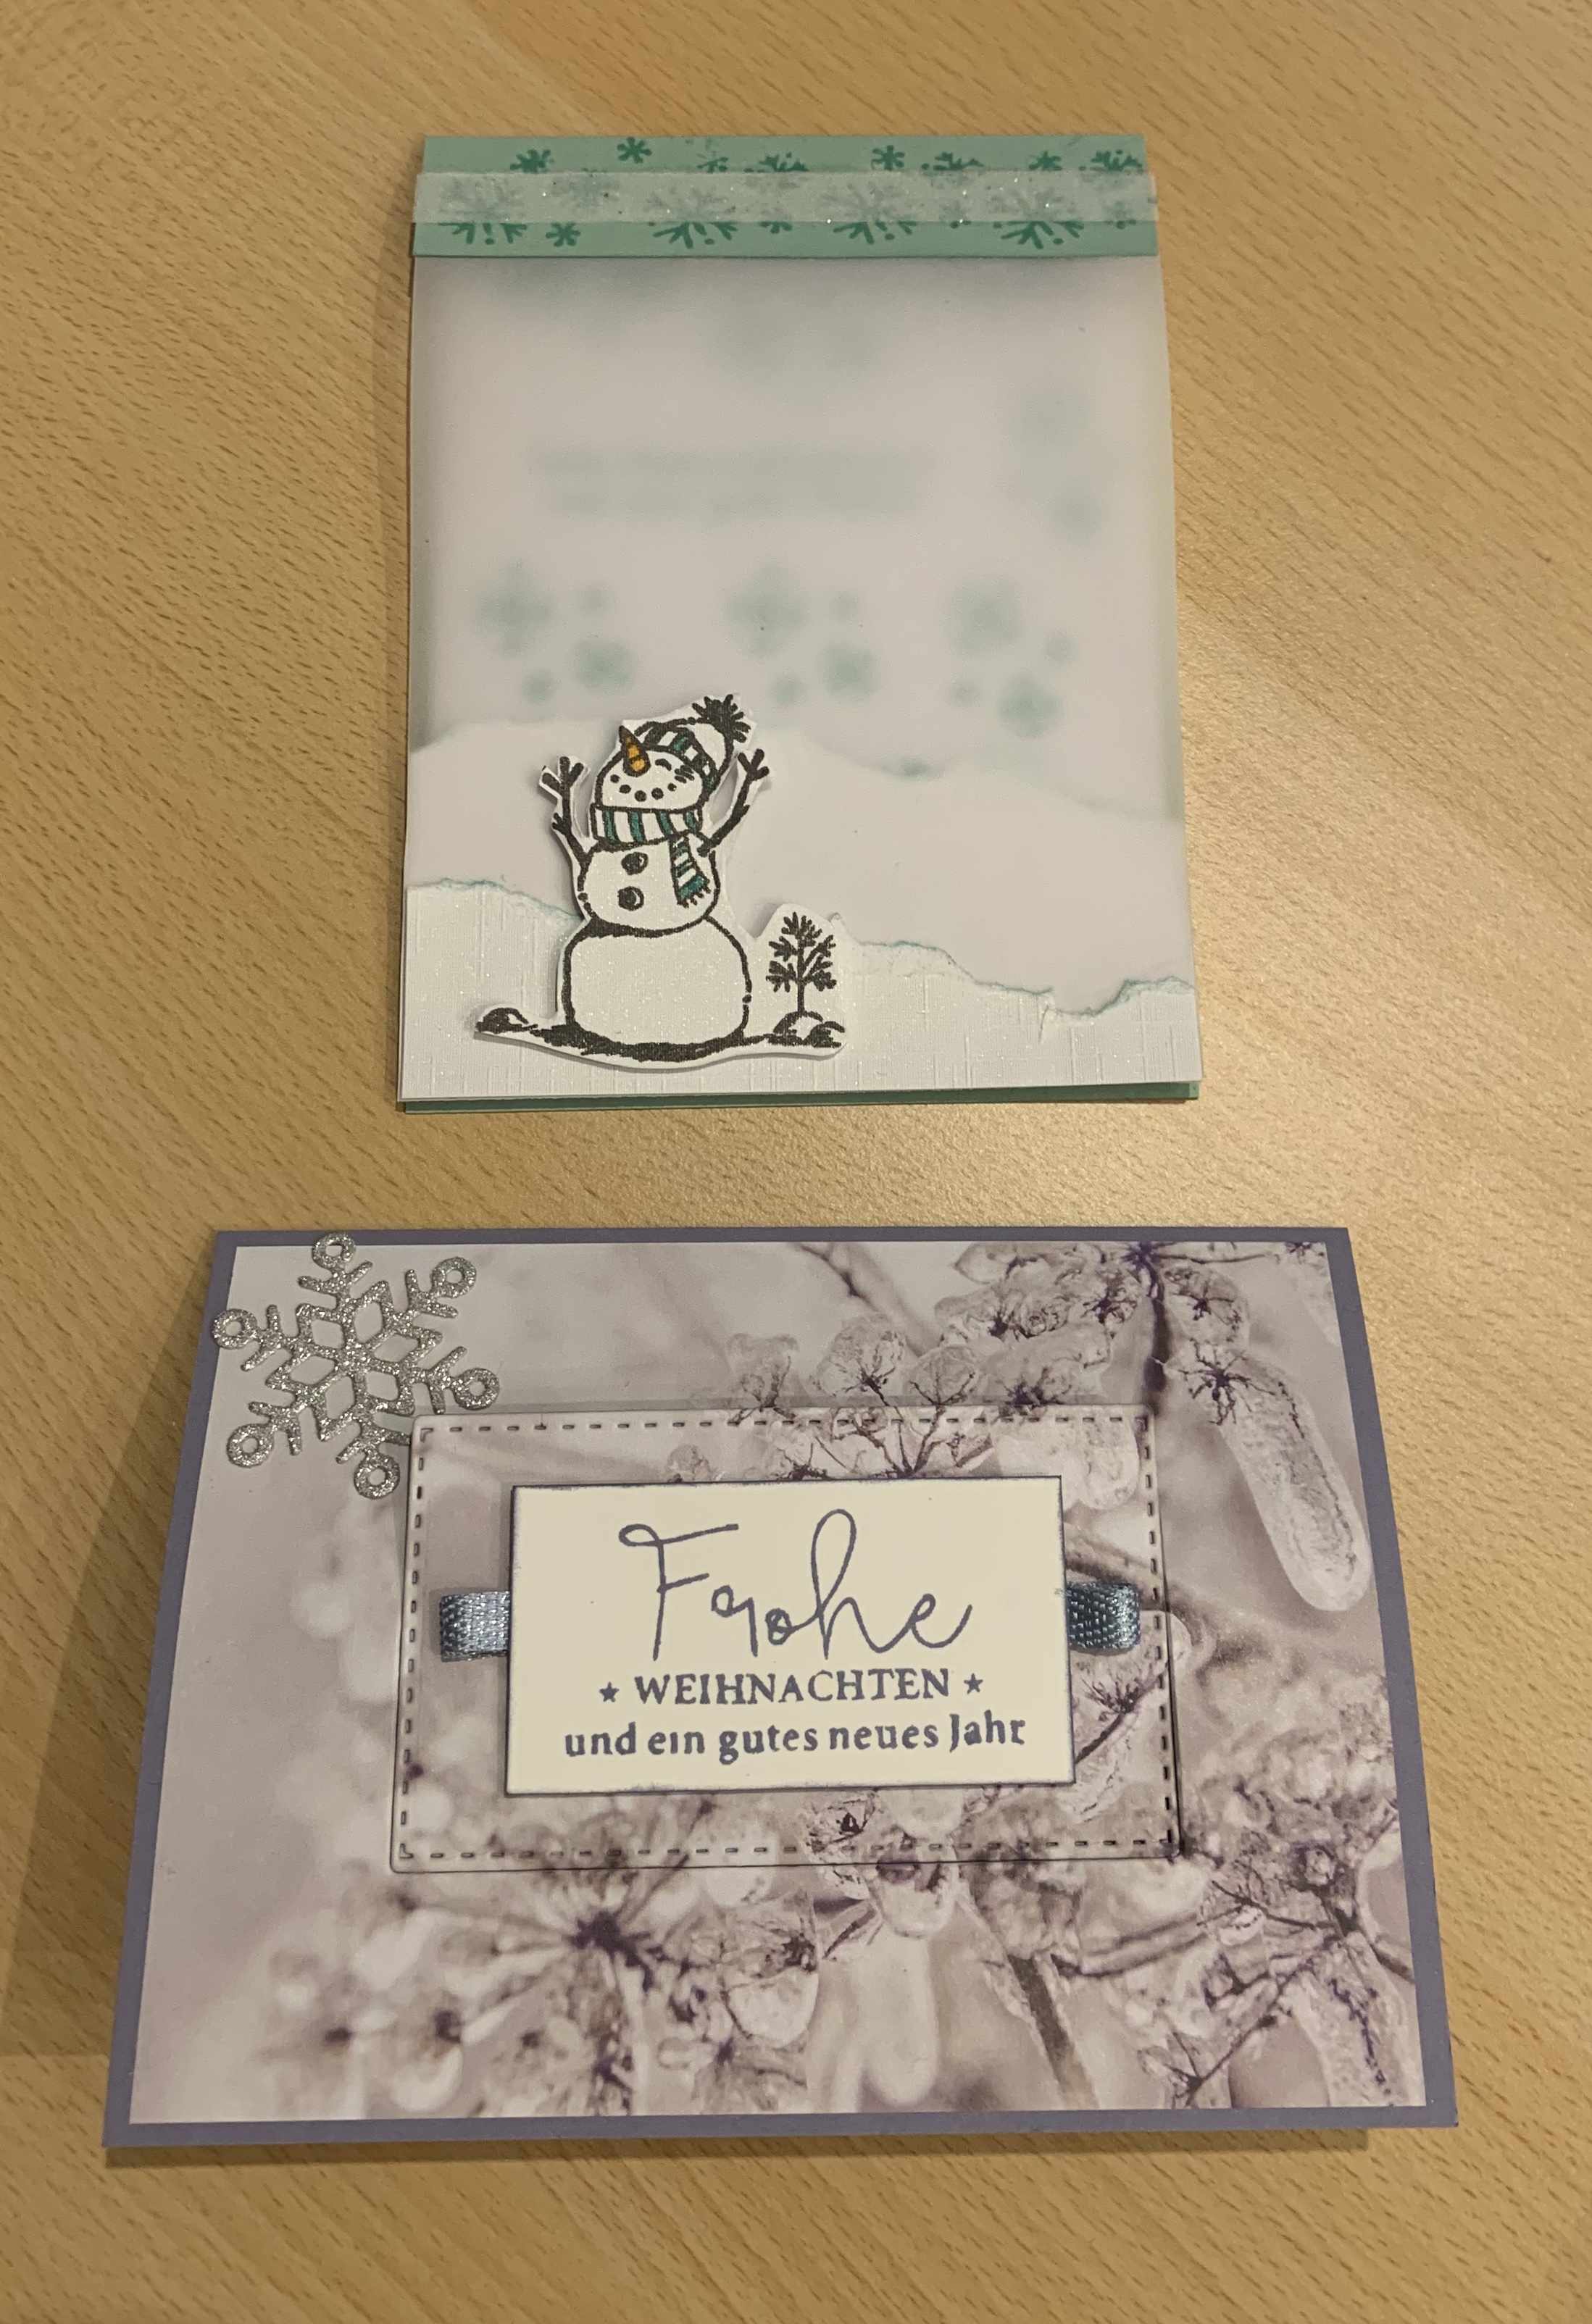 Frohe
★ WEIHNACHTEN ★
und ein gutes neues Jahr